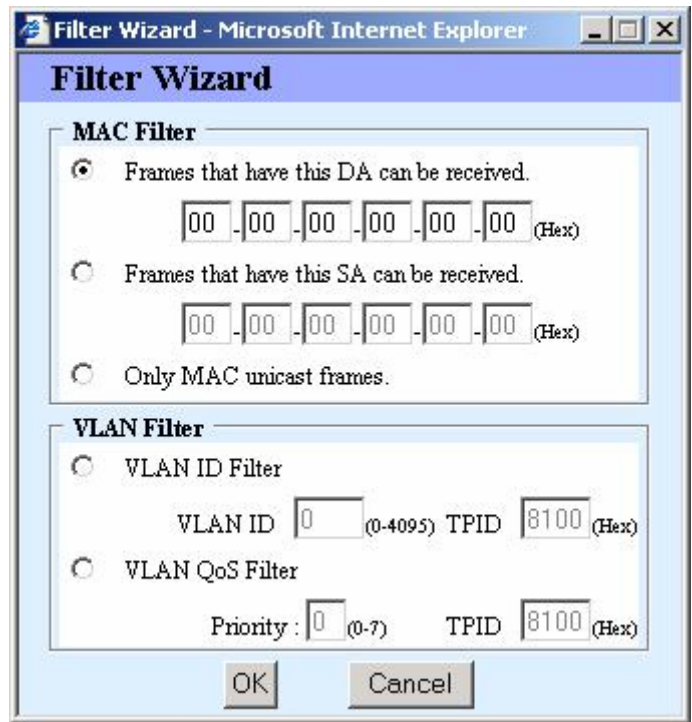 Filter Wizard - Microsoft Internet Explorer
Filter Wizard
MAC Filter
Frames that have this DA can be received.
00 -00 -00 -00 -00 -00 (Hex)
Frames that have this SA can be received.
00 -00 -00 -00 -00 -00 (Hex)
Only MAC unicast frames.
VLAN Filter
VLAN ID Filter
VLAN ID 0 (0-4095) TPID 8100 (Hex)
VLAN QoS Filter
Priority : 0 (0-7) TPID 8100 (Hex)
OK Cancel